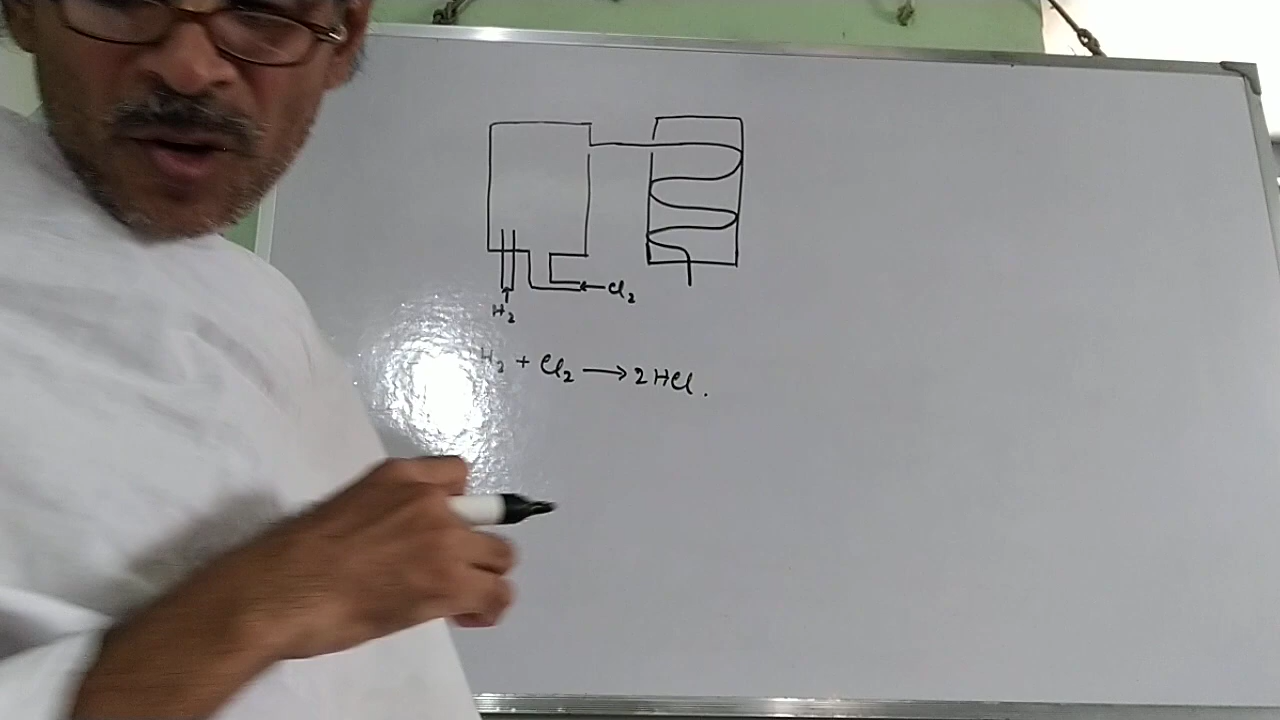 Cl₂
H₂
H₂ + Cl₂ ⟶ 2HCl.